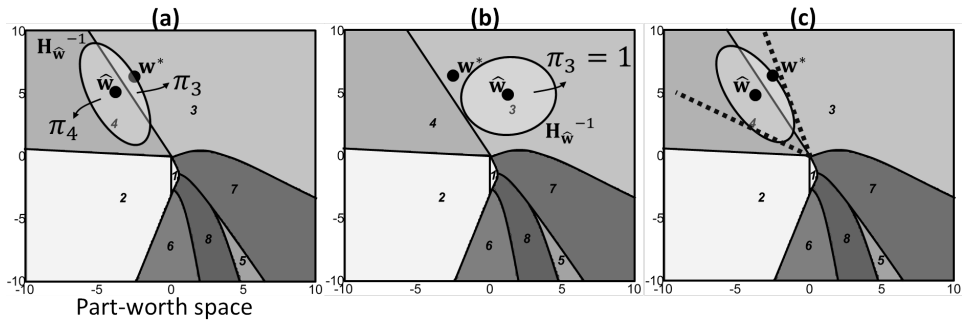 (a) (b) (c)
10 10 10
H_ŵ⁻¹ w* w* π₃ = 1 w*
ŵ π₃ ŵ ŵ
5 5 5
π₄ 4 3 4 3 H_ŵ⁻¹ 4 3
0 0 0
1 1 1
2 7 2 7 2 7
-5 -5 -5
6 8 5 6 8 5 6 8 5
-10 -10 -10
-10 -5 0 5 10 -10 -5 0 5 10 -10 -5 0 5 10
Part-worth space